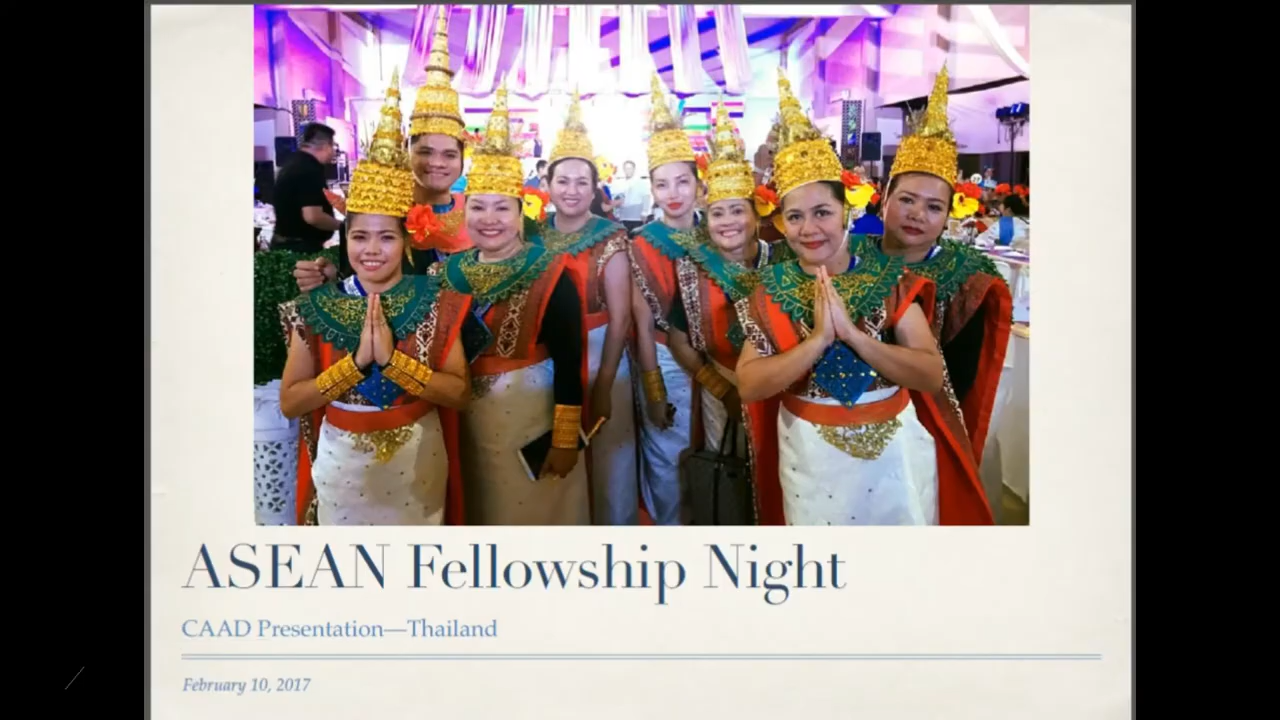 ASEAN Fellowship Night
CAAD Presentation—Thailand
February 10, 2017